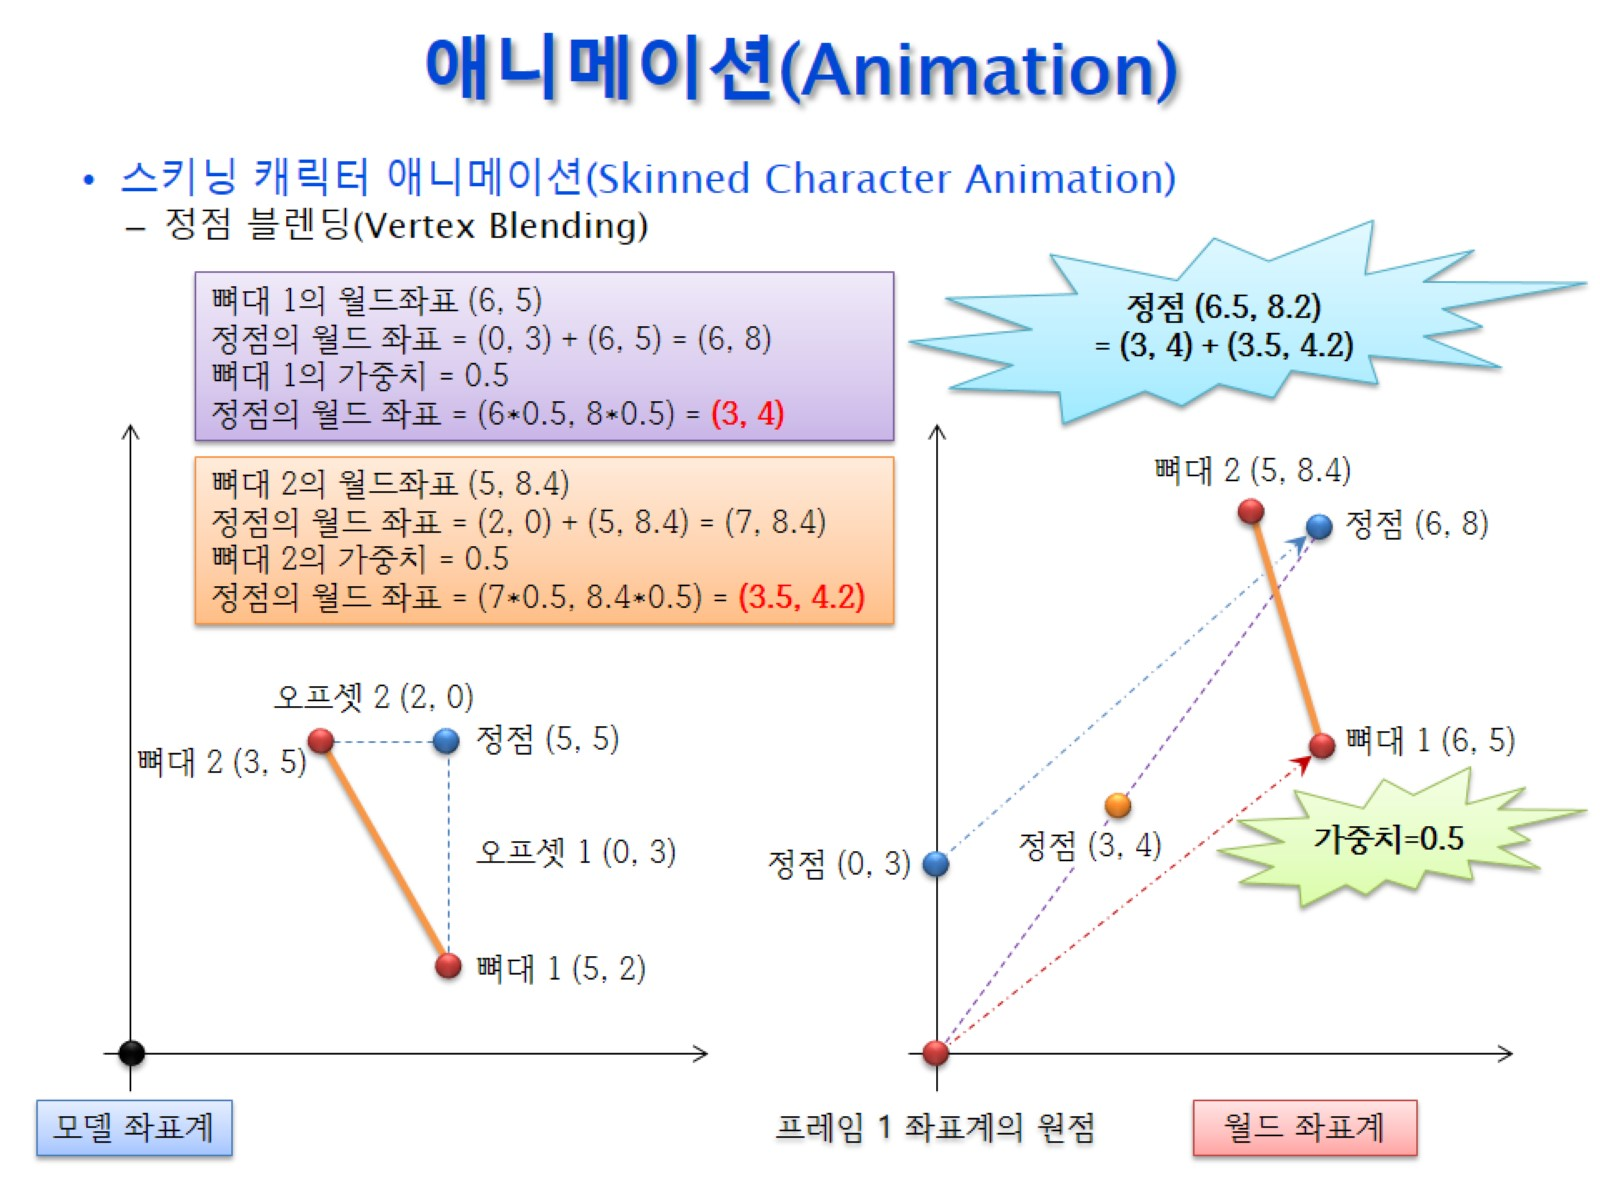 애니메이션(Animation)
• 스키닝 캐릭터 애니메이션(Skinned Character Animation)
– 정점 블렌딩(Vertex Blending)
뼈대 1의 월드좌표 (6, 5)
정점의 월드 좌표 = (0, 3) + (6, 5) = (6, 8)
뼈대 1의 가중치 = 0.5
정점의 월드 좌표 = (6*0.5, 8*0.5) = (3, 4)
정점 (6.5, 8.2)
= (3, 4) + (3.5, 4.2)
뼈대 2의 월드좌표 (5, 8.4)
정점의 월드 좌표 = (2, 0) + (5, 8.4) = (7, 8.4)
뼈대 2의 가중치 = 0.5
정점의 월드 좌표 = (7*0.5, 8.4*0.5) = (3.5, 4.2)
오프셋 2 (2, 0)
정점 (5, 5)
뼈대 2 (3, 5)
오프셋 1 (0, 3)
뼈대 1 (5, 2)
모델 좌표계
뼈대 2 (5, 8.4)
정점 (6, 8)
뼈대 1 (6, 5)
가중치=0.5
정점 (3, 4)
정점 (0, 3)
프레임 1 좌표계의 원점
월드 좌표계